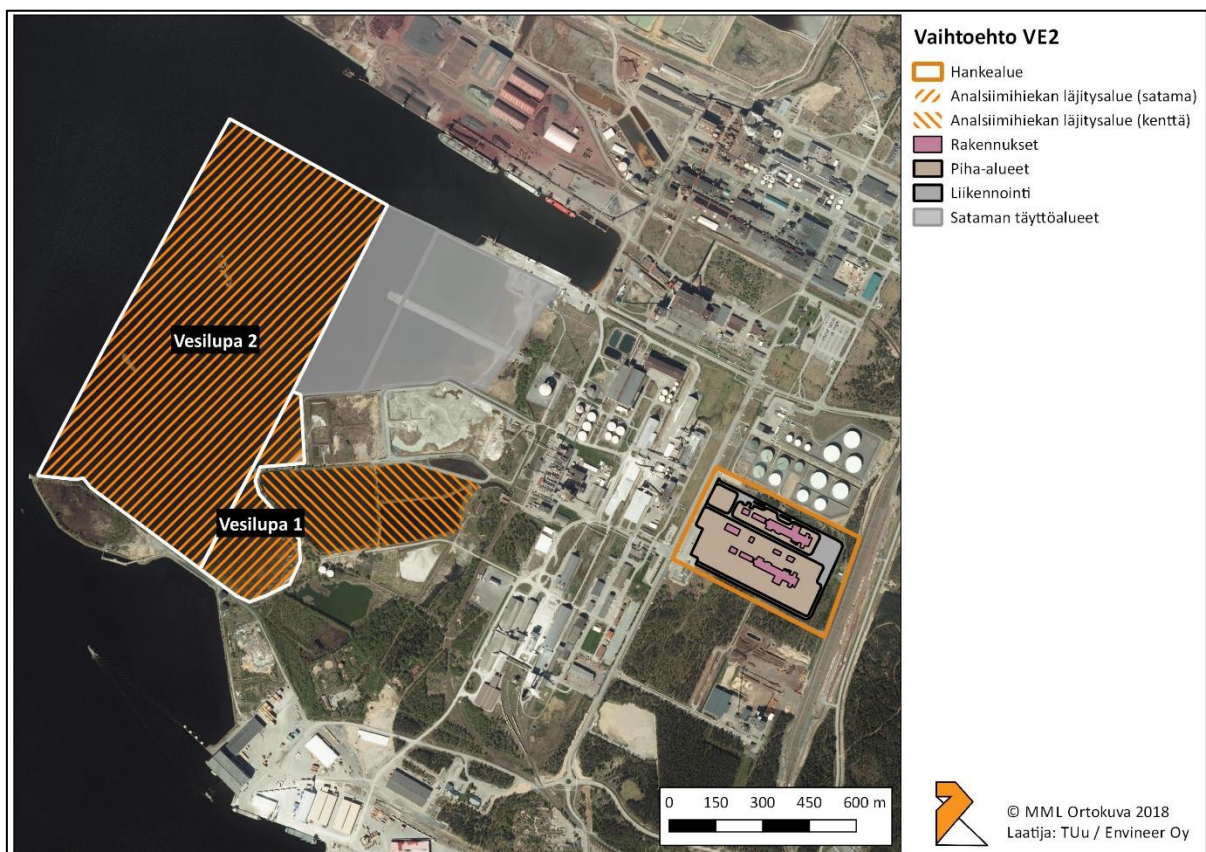 Vaihtoehto VE2
Hankealue
Analsiimihiekan läjitysalue (satama)
Analsiimihiekan läjitysalue (kenttä)
Rakennukset
Piha-alueet
Liikennöinti
Sataman täyttöalueet
Vesilupa 2
Vesilupa 1
0 150 300 450 600 m
© MML Ortokuva 2018
Laatija: TUu / Envineer Oy